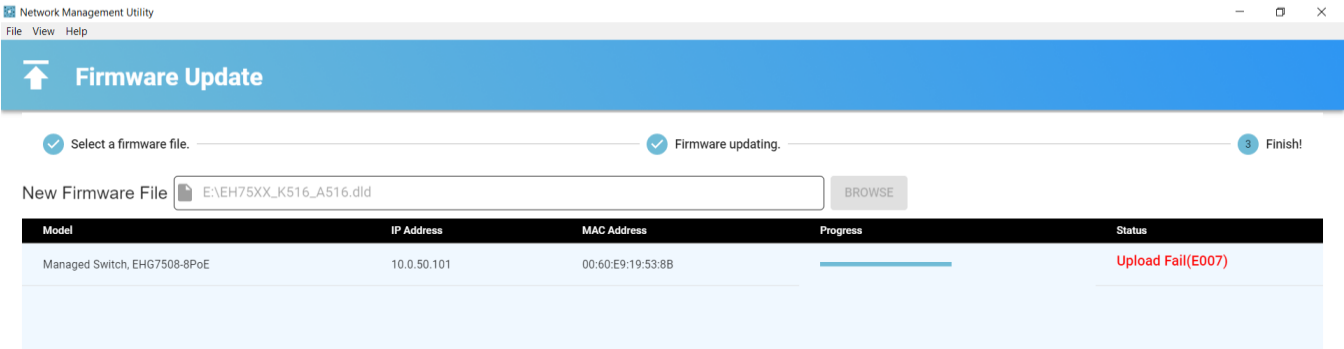 Network Management Utility
File View Help
Firmware Update
Select a firmware file.
Firmware updating.
3 Finish!
New Firmware File E:\EH75XX_K516_A516.dld BROWSE
Model IP Address MAC Address Progress Status
Managed Switch, EHG7508-8PoE 10.0.50.101 00:60:E9:19:53:8B Upload Fail(E007)